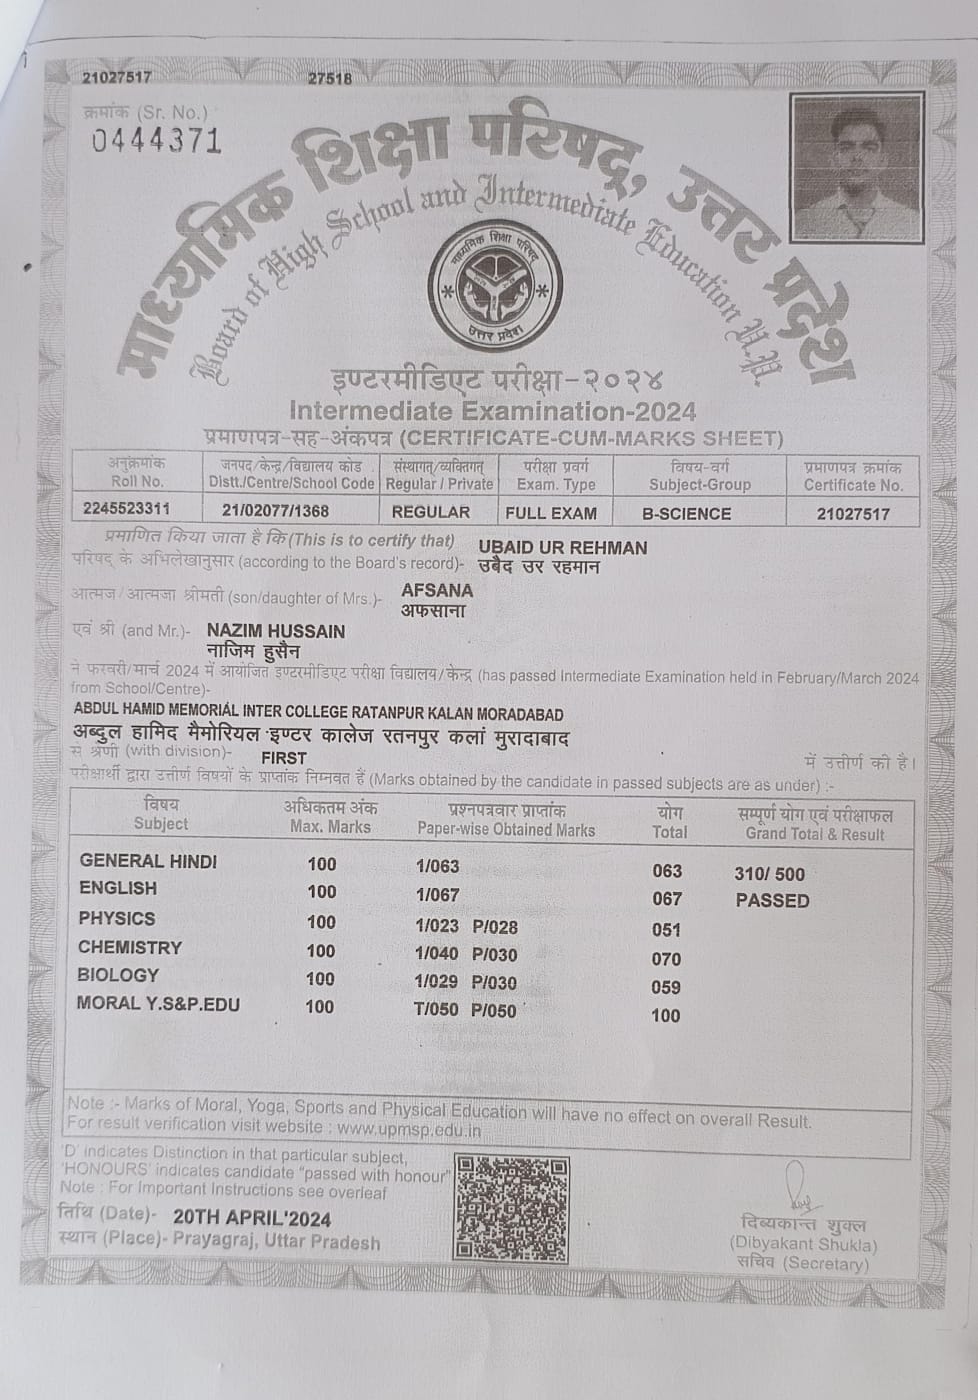 21027517 27518
क्रमांक (Sr. No.)
0444371
माध्यमिक शिक्षा परिषद्, उत्तर प्रदेश
Board of High School and Intermediate Education U.P.
माध्यमिक शिक्षा परिषद्
उत्तर प्रदेश
इण्टरमीडिएट परीक्षा-२०२४
Intermediate Examination-2024
प्रमाणपत्र-सह-अंकपत्र (CERTIFICATE-CUM-MARKS SHEET)
अनुक्रमांक जनपद/केन्द्र/विद्यालय कोड संस्थागत/व्यक्तिगत परीक्षा प्रवर्ग विषय-वर्ग प्रमाणपत्र क्रमांक
Roll No. Distt./Centre/School Code Regular / Private Exam. Type Subject-Group Certificate No.
2245523311 21/02077/1368 REGULAR FULL EXAM B-SCIENCE 21027517
प्रमाणित किया जाता है कि (This is to certify that) UBAID UR REHMAN
परिषद् के अभिलेखानुसार (according to the Board's record)- उबैद उर रहमान
आत्मज/आत्मजा श्रीमती (son/daughter of Mrs.)- AFSANA
अफसाना
एवं श्री (and Mr.)- NAZIM HUSSAIN
नाजिम हुसैन
ने फरवरी/मार्च 2024 में आयोजित इण्टरमीडिएट परीक्षा विद्यालय/केन्द्र (has passed Intermediate Examination held in February/March 2024
from School/Centre)-
ABDUL HAMID MEMORIAL INTER COLLEGE RATANPUR KALAN MORADABAD
अब्दुल हामिद मैमोरियल इण्टर कालेज रतनपुर कलां मुरादाबाद
से श्रेणी (with division)- FIRST में उत्तीर्ण की है।
परीक्षार्थी द्वारा उत्तीर्ण विषयों के प्राप्तांक निम्नवत हैं (Marks obtained by the candidate in passed subjects are as under) :-
विषय अधिकतम अंक प्रश्नपत्रवार प्राप्तांक योग सम्पूर्ण योग एवं परीक्षाफल
Subject Max. Marks Paper-wise Obtained Marks Total Grand Total & Result
GENERAL HINDI 100 1/063 063 310/ 500
ENGLISH 100 1/067 067 PASSED
PHYSICS 100 1/023 P/028 051
CHEMISTRY 100 1/040 P/030 070
BIOLOGY 100 1/029 P/030 059
MORAL Y.S&P.EDU 100 T/050 P/050 100
Note :- Marks of Moral, Yoga, Sports and Physical Education will have no effect on overall Result.
For result verification visit website : www.upmsp.edu.in
'D' indicates Distinction in that particular subject,
'HONOURS' indicates candidate "passed with honour"
Note : For Important Instructions see overleaf
तिथि (Date)- 20TH APRIL'2024
स्थान (Place)- Prayagraj, Uttar Pradesh
दिब्यकान्त शुक्ल
(Dibyakant Shukla)
सचिव (Secretary)